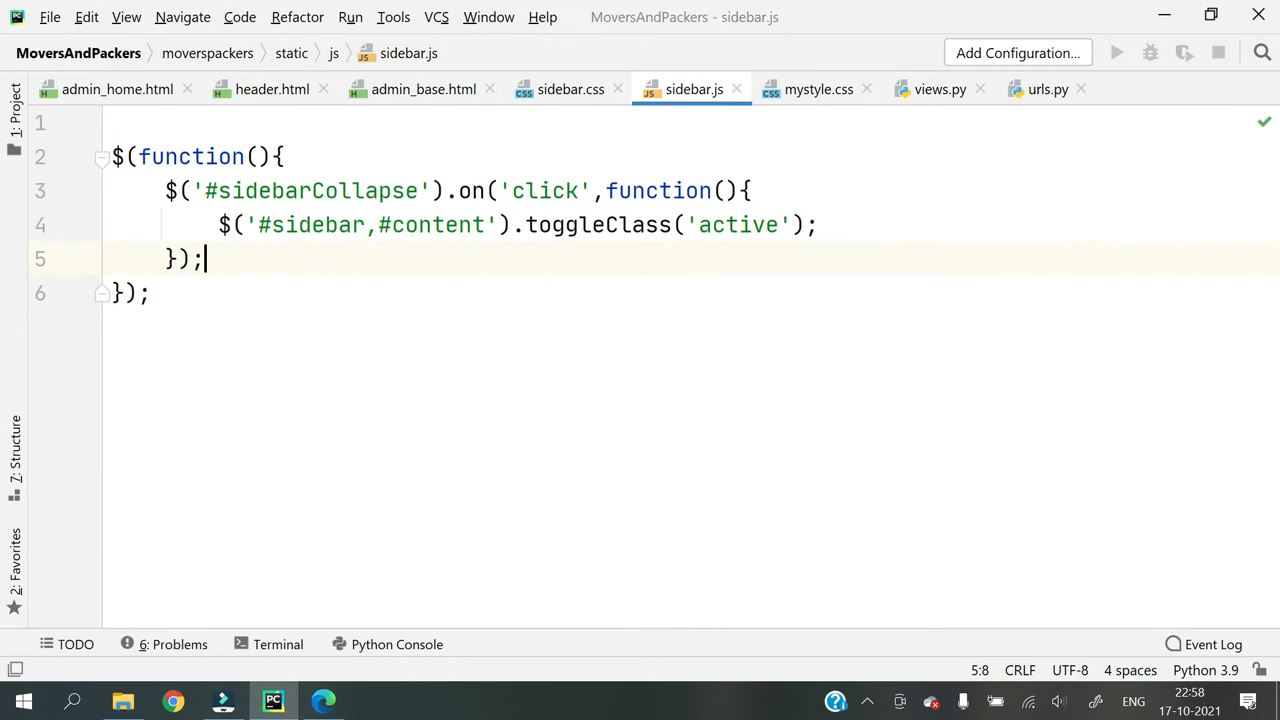 PC File Edit View Navigate Code Refactor Run Tools VCS Window Help MoversAndPackers - sidebar.js
MoversAndPackers moverspackers static js sidebar.js Add Configuration...
admin_home.html header.html admin_base.html sidebar.css sidebar.js mystyle.css views.py urls.py
1: Project
1
2 $(function(){
3 $('#sidebarCollapse').on('click',function(){
4 $('#sidebar,#content').toggleClass('active');
5 });
6 });
7: Structure
2: Favorites
TODO 6: Problems Terminal Python Console Event Log
5:8 CRLF UTF-8 4 spaces Python 3.9
PC ENG 22:58
17-10-2021